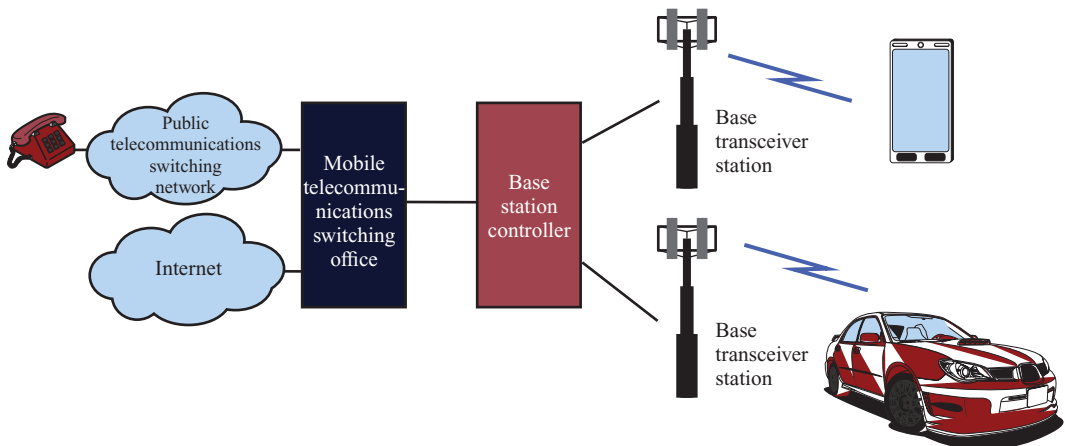 Public
telecommunications
switching
network
Internet
Mobile
telecommu-
nications
switching
office
Base
station
controller
Base
transceiver
station
Base
transceiver
station